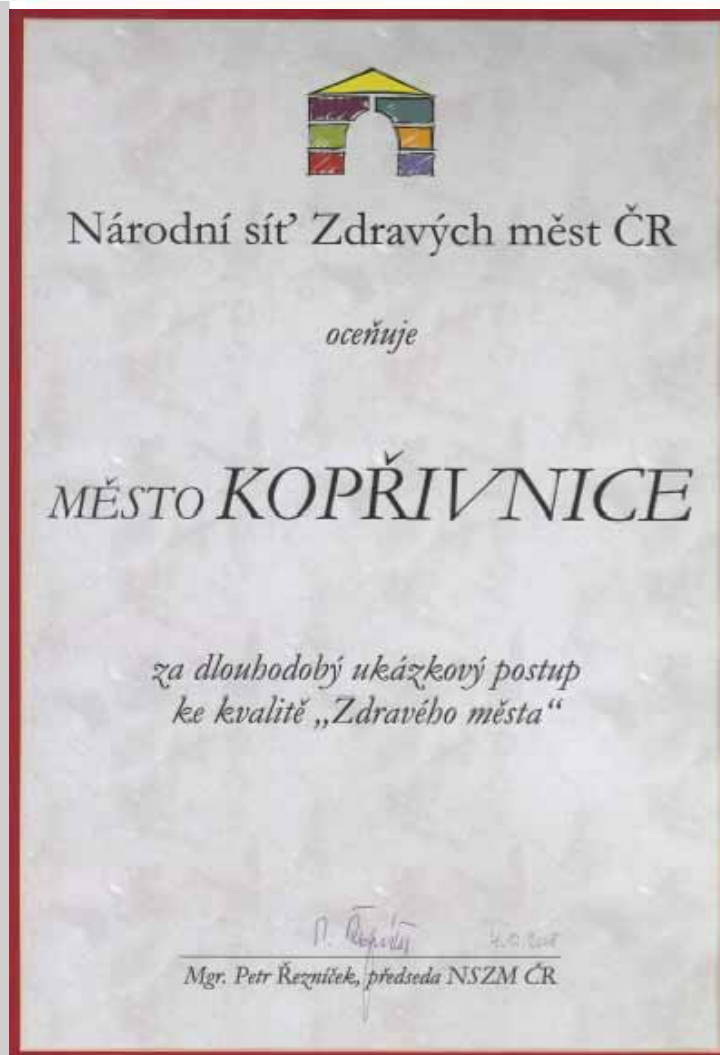 Národní síť Zdravých měst ČR
oceňuje
MĚSTO KOPŘIVNICE
za dlouhodobý ukázkový postup
ke kvalitě „Zdravého města“
Mgr. Petr Řezníček, předseda NSZM ČR